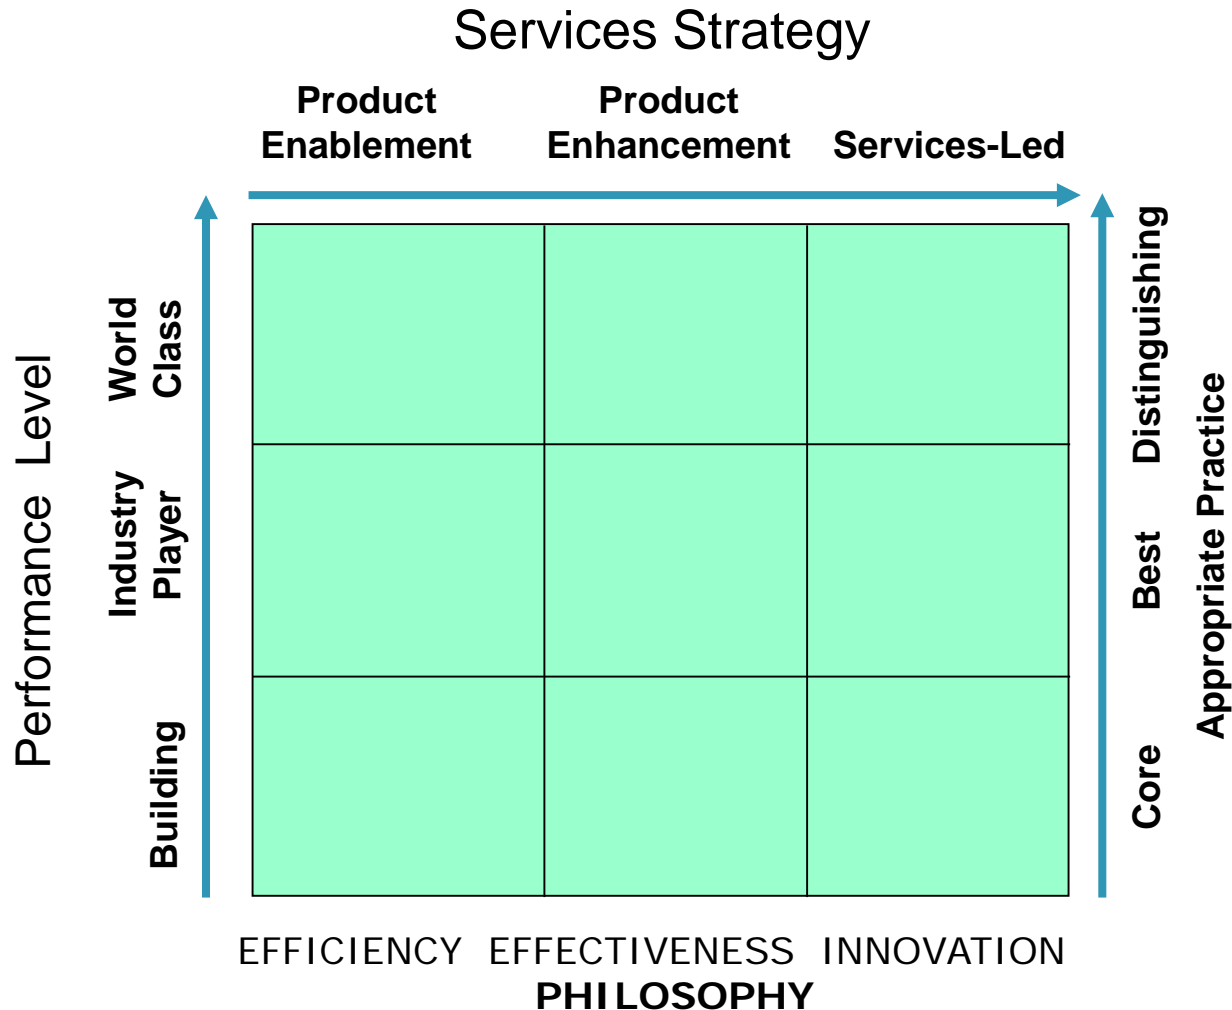 Services Strategy
Product
Enablement
Product
Enhancement
Services-Led
Performance Level
World
Class
Industry
Player
Building
Distinguishing
Best
Core
Appropriate Practice
EFFICIENCY EFFECTIVENESS INNOVATION
PHILOSOPHY